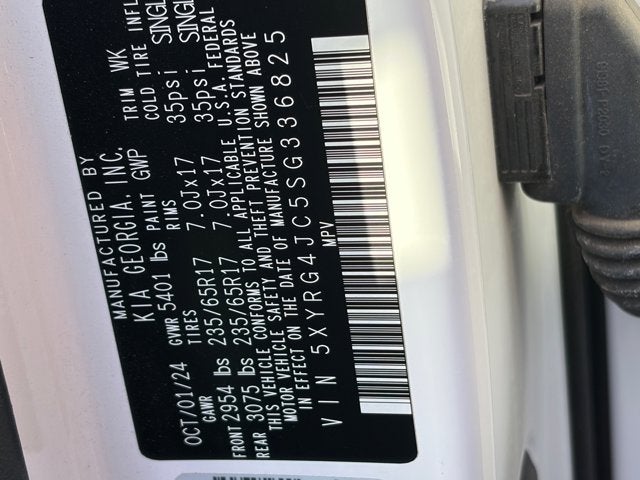 MANUFACTURED BY
KIA GEORGIA, INC.
OCT/01/24 GVWR 5401 lbs PAINT GWP TRIM WK
GAWR TIRES RIMS COLD TIRE INFL
FRONT 2954 lbs 235/65R17 7.0Jx17 35psi SINGL
REAR 3075 lbs 235/65R17 7.0Jx17 35psi SINGL
THIS VEHICLE CONFORMS TO ALL APPLICABLE U.S.A. FEDERAL
MOTOR VEHICLE SAFETY AND THEFT PREVENTION STANDARDS
IN EFFECT ON THE DATE OF MANUFACTURE SHOWN ABOVE
VIN 5XYRG4JC5SG336825
MPV